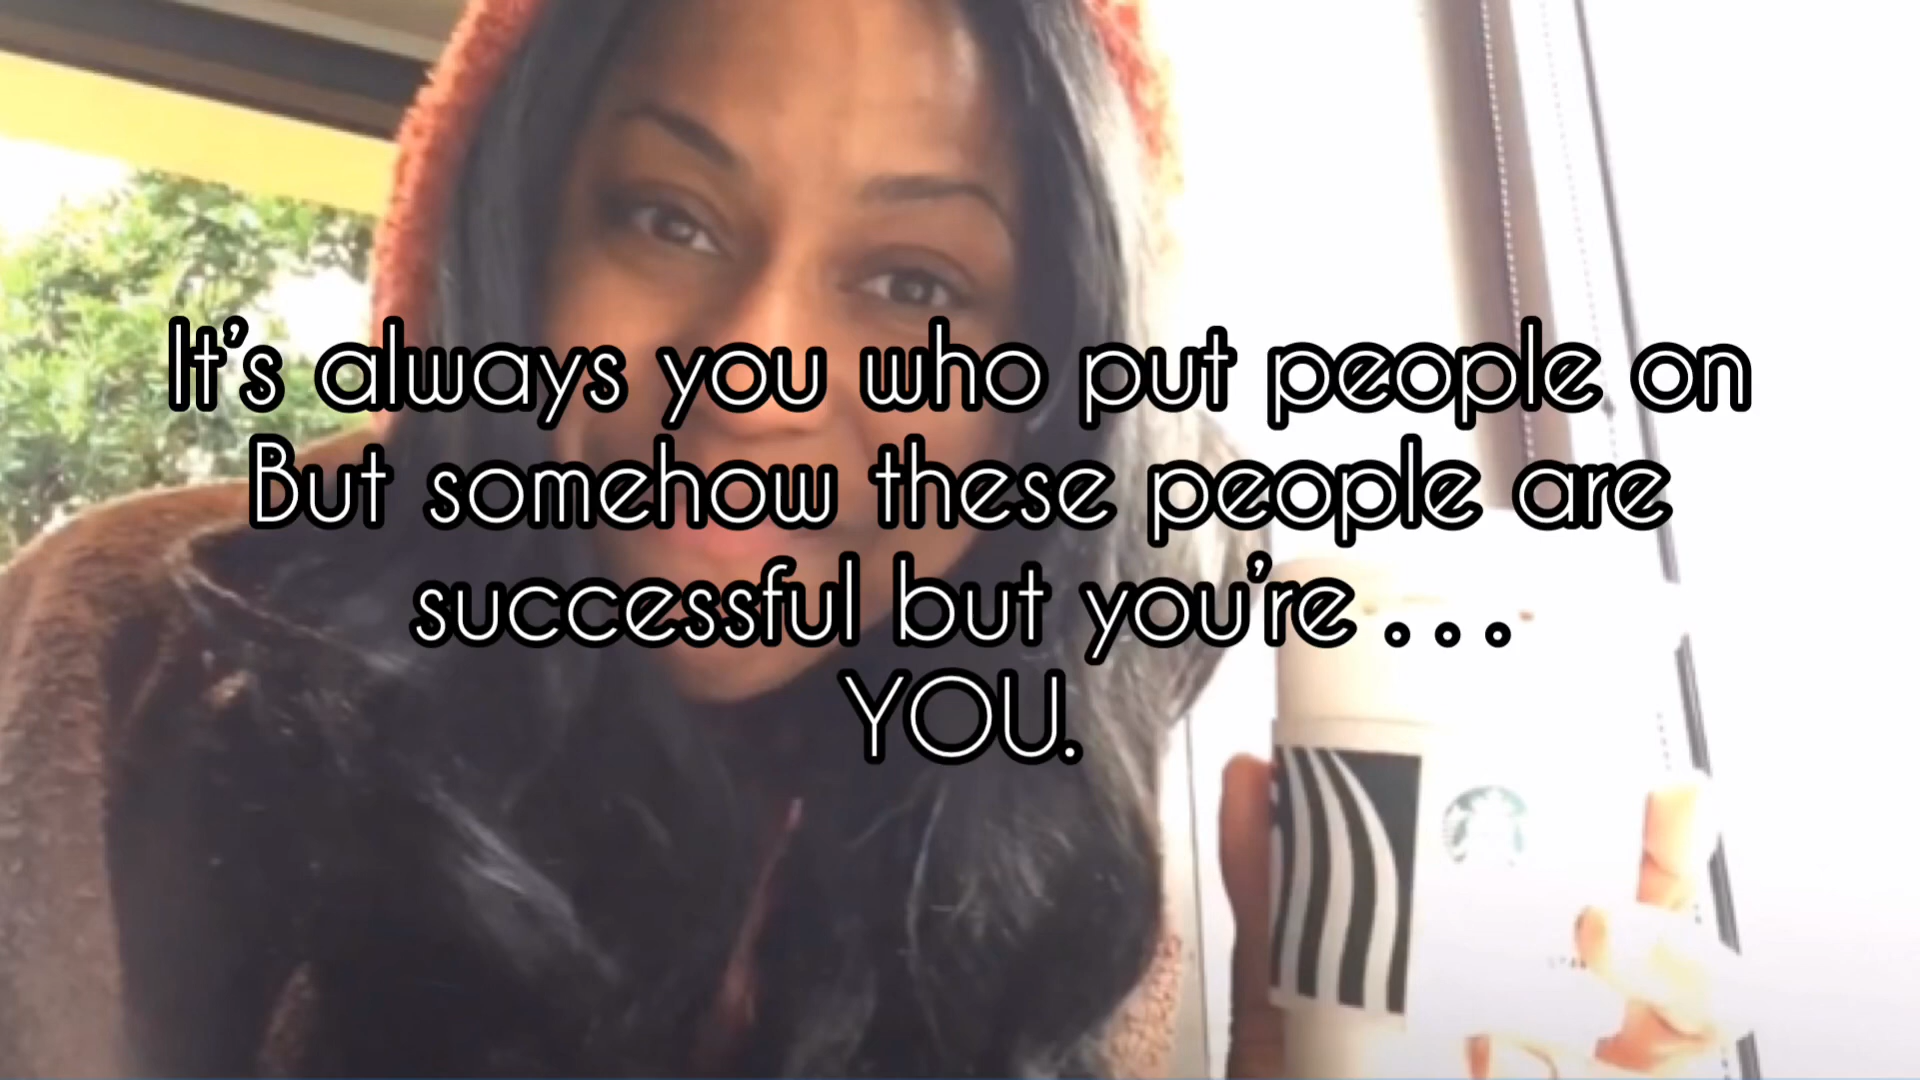 It's always you who put people on
But somehow these people are
successful but you're . . .
YOU.